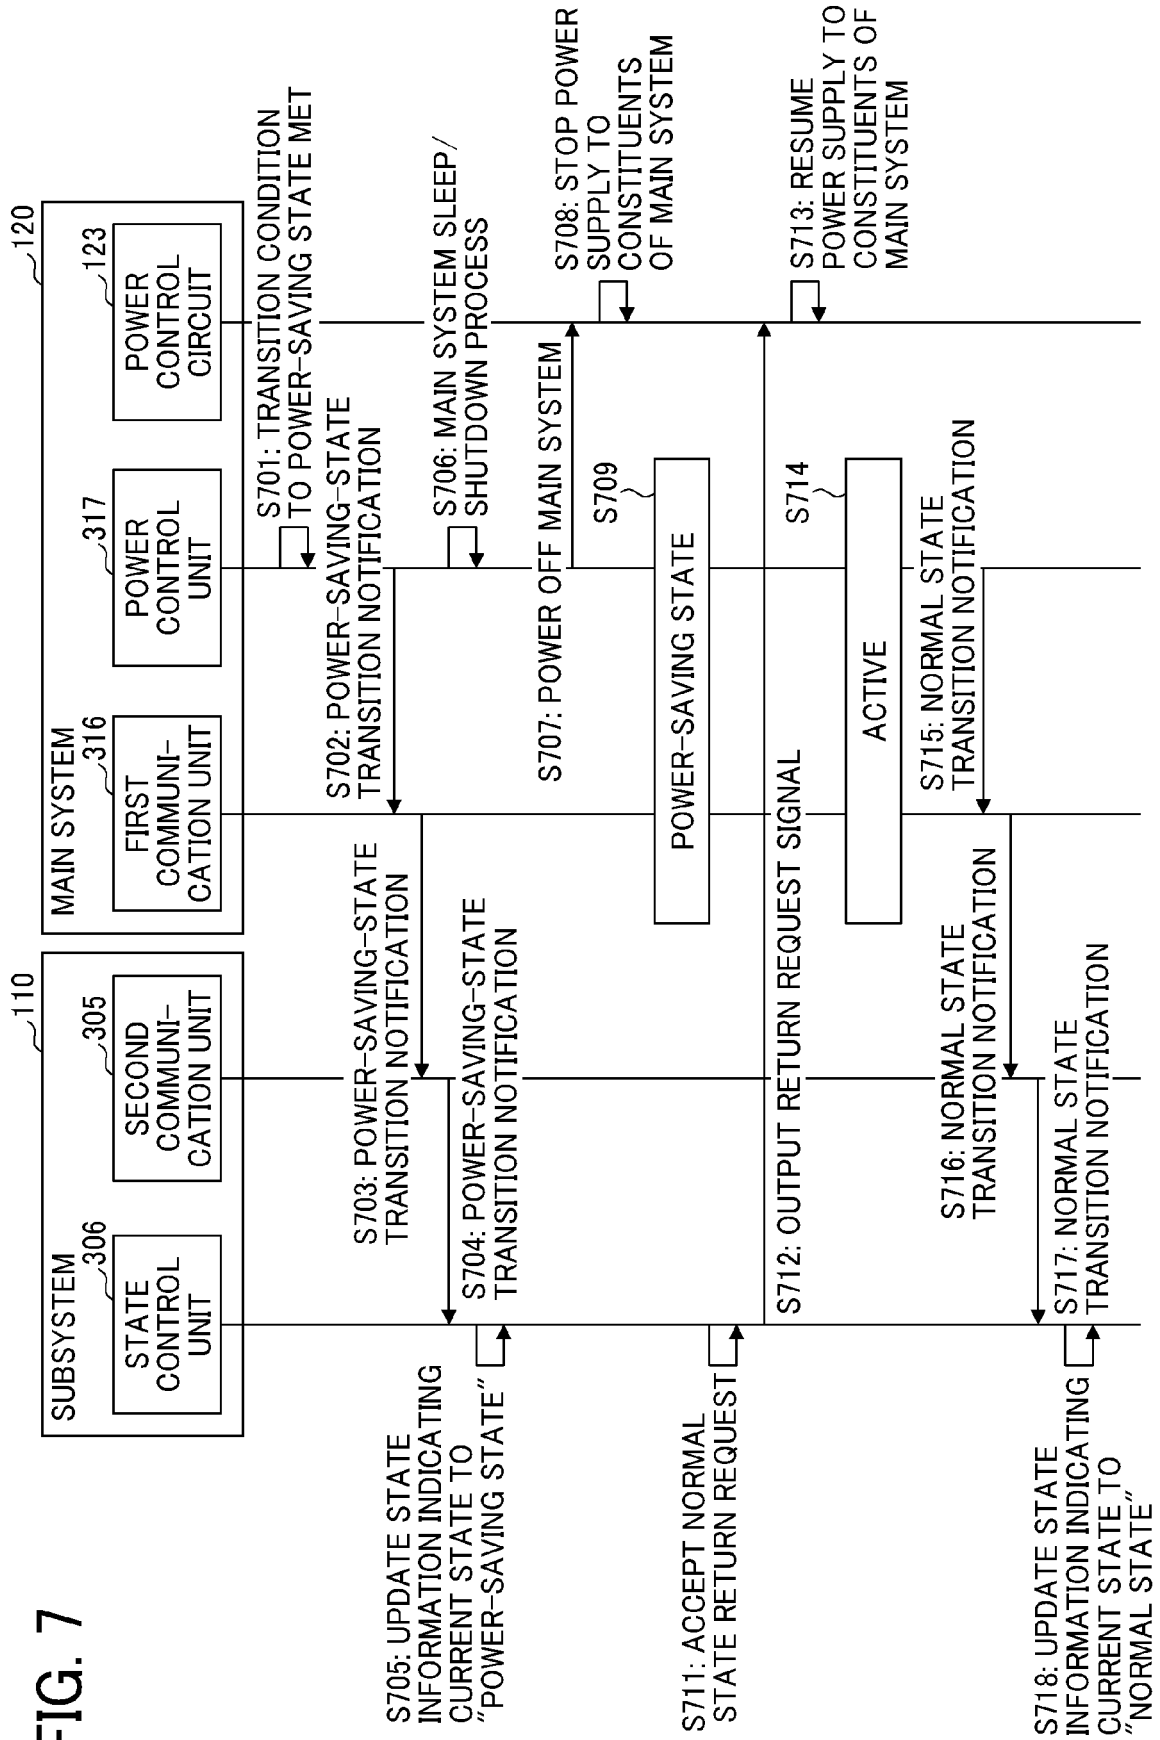 FIG. 7
SUBSYSTEM
110
306
STATE
CONTROL
UNIT
305
SECOND
COMMUNI-
CATION UNIT
MAIN SYSTEM
120
316
FIRST
COMMUNI-
CATION UNIT
317
POWER
CONTROL
UNIT
123
POWER
CONTROL
CIRCUIT
S701: TRANSITION CONDITION
TO POWER-SAVING STATE MET
S702: POWER-SAVING-STATE
TRANSITION NOTIFICATION
S703: POWER-SAVING-STATE
TRANSITION NOTIFICATION
S704: POWER-SAVING-STATE
TRANSITION NOTIFICATION
S705: UPDATE STATE
INFORMATION INDICATING
CURRENT STATE TO
"POWER-SAVING STATE"
S706: MAIN SYSTEM SLEEP/
SHUTDOWN PROCESS
S707: POWER OFF MAIN SYSTEM
S708: STOP POWER
SUPPLY TO
CONSTITUENTS
OF MAIN SYSTEM
S709
POWER-SAVING STATE
S711: ACCEPT NORMAL
STATE RETURN REQUEST
S712: OUTPUT RETURN REQUEST SIGNAL
S713: RESUME
POWER SUPPLY TO
CONSTITUENTS OF
MAIN SYSTEM
S714
ACTIVE
S715: NORMAL STATE
TRANSITION NOTIFICATION
S716: NORMAL STATE
TRANSITION NOTIFICATION
S717: NORMAL STATE
TRANSITION NOTIFICATION
S718: UPDATE STATE
INFORMATION INDICATING
CURRENT STATE TO
"NORMAL STATE"